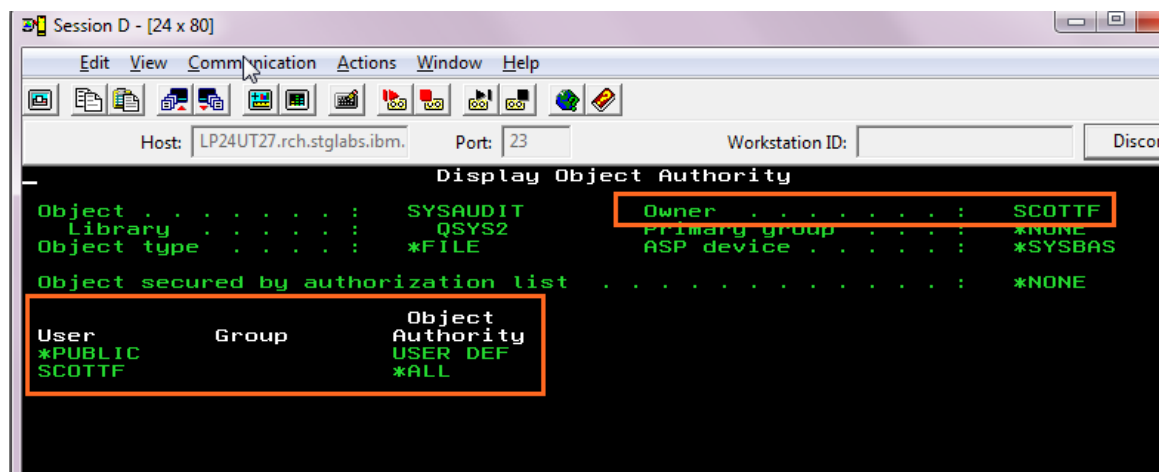 Session D - [24 x 80]
Edit View Communication Actions Window Help
Host: LP24UT27.rch.stglabs.ibm. Port: 23 Workstation ID: Discon
Display Object Authority
Object . . . . . . . : SYSAUDIT Owner . . . . . . . : SCOTTF
Library . . . . . : QSYS2 Primary group . . . . : *NONE
Object type . . . . : *FILE ASP device . . . . . : *SYSBAS
Object secured by authorization list . . . . . . . . . . . . : *NONE
Object
User Group Authority
*PUBLIC USER DEF
SCOTTF *ALL